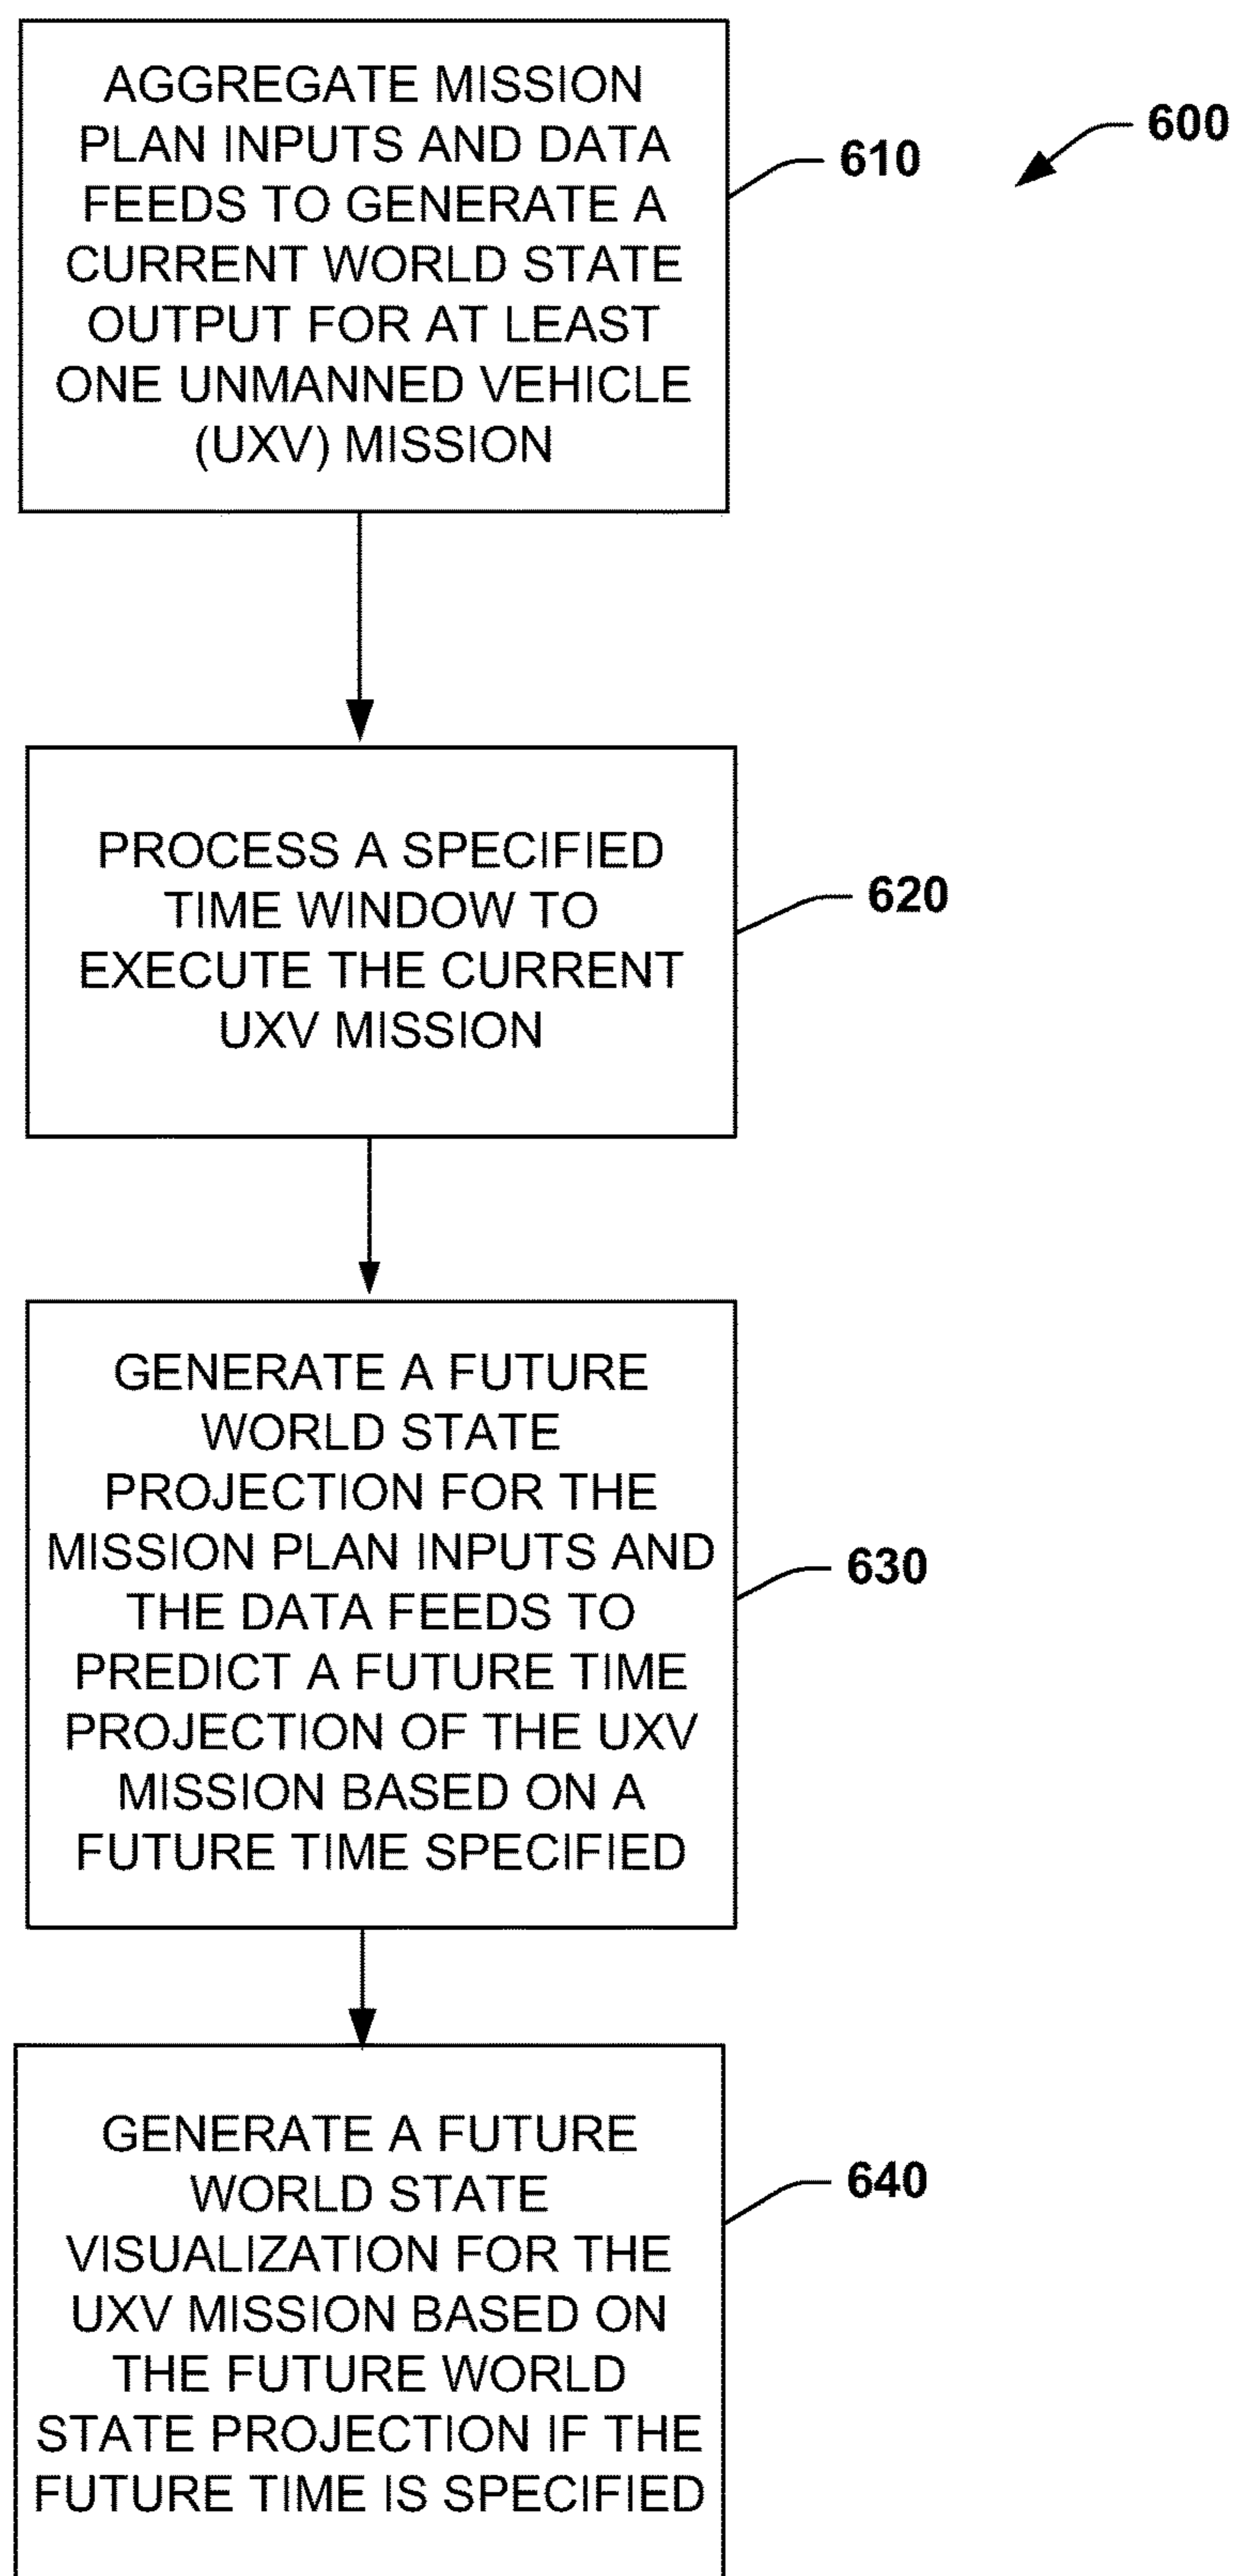 AGGREGATE MISSION
PLAN INPUTS AND DATA
FEEDS TO GENERATE A
CURRENT WORLD STATE
OUTPUT FOR AT LEAST
ONE UNMANNED VEHICLE
(UXV) MISSION
610
600
PROCESS A SPECIFIED
TIME WINDOW TO
EXECUTE THE CURRENT
UXV MISSION
620
GENERATE A FUTURE
WORLD STATE
PROJECTION FOR THE
MISSION PLAN INPUTS AND
THE DATA FEEDS TO
PREDICT A FUTURE TIME
PROJECTION OF THE UXV
MISSION BASED ON A
FUTURE TIME SPECIFIED
630
GENERATE A FUTURE
WORLD STATE
VISUALIZATION FOR THE
UXV MISSION BASED ON
THE FUTURE WORLD
STATE PROJECTION IF THE
FUTURE TIME IS SPECIFIED
640